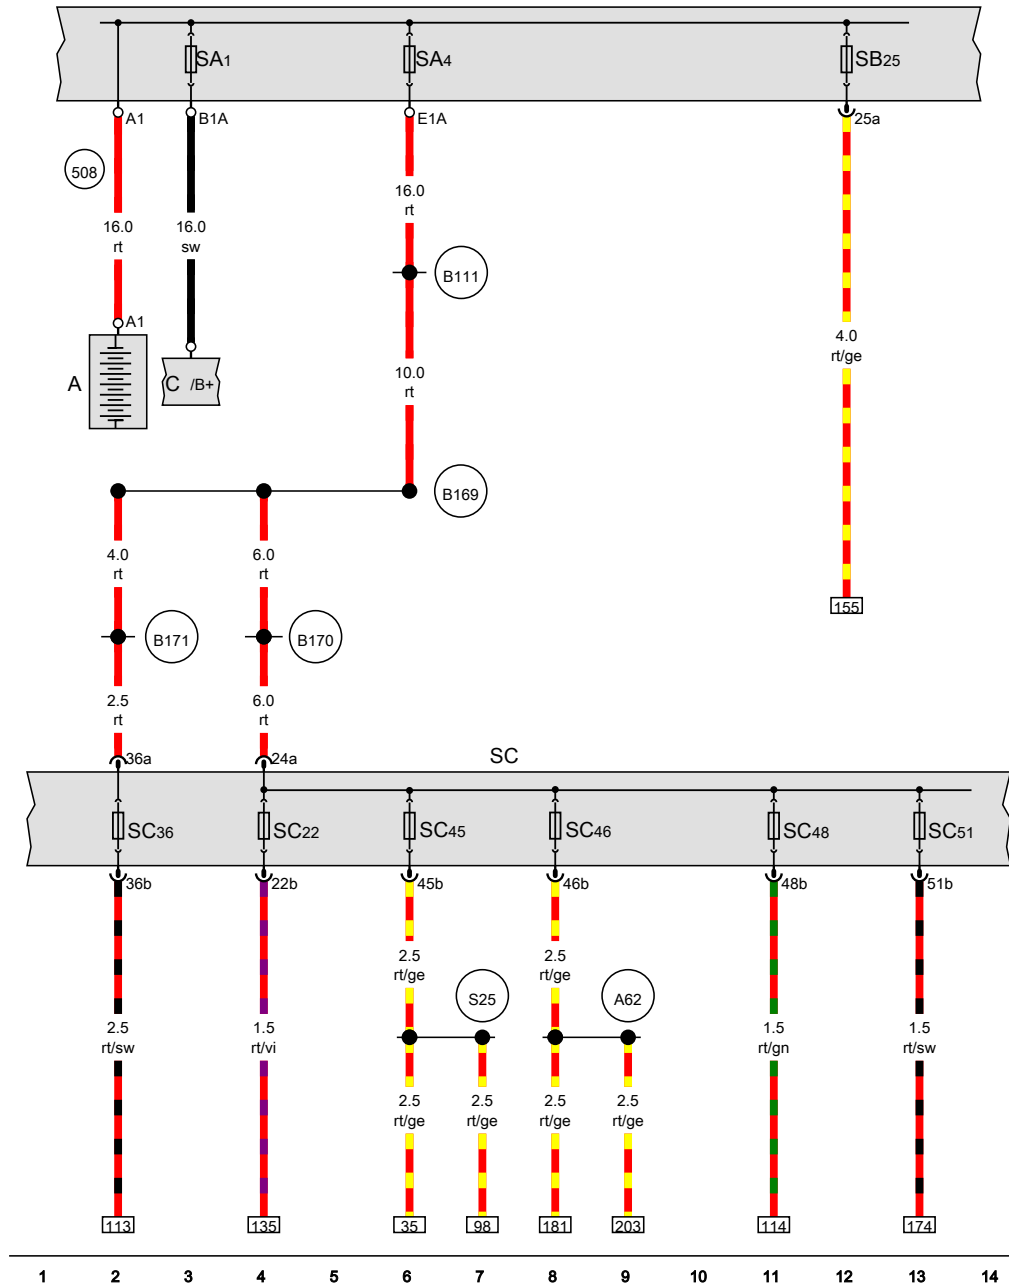 SA1 SA4 SB25
A1 B1A E1A 25a
508
16.0 16.0 16.0
rt sw rt
B111
A1
A C /B+
10.0 4.0
rt rt/ge
B169
4.0 6.0
rt rt
155
B171 B170
2.5 6.0
rt rt
36a 24a SC
SC36 SC22 SC45 SC46 SC48 SC51
36b 22b 45b 46b 48b 51b
2.5 2.5
rt/ge rt/ge
S25 A62
2.5 1.5 1.5 1.5
rt/sw rt/vi rt/gn rt/sw
2.5 2.5 2.5 2.5
rt/ge rt/ge rt/ge rt/ge
113 135 35 98 181 203 114 174
1 2 3 4 5 6 7 8 9 10 11 12 13 14